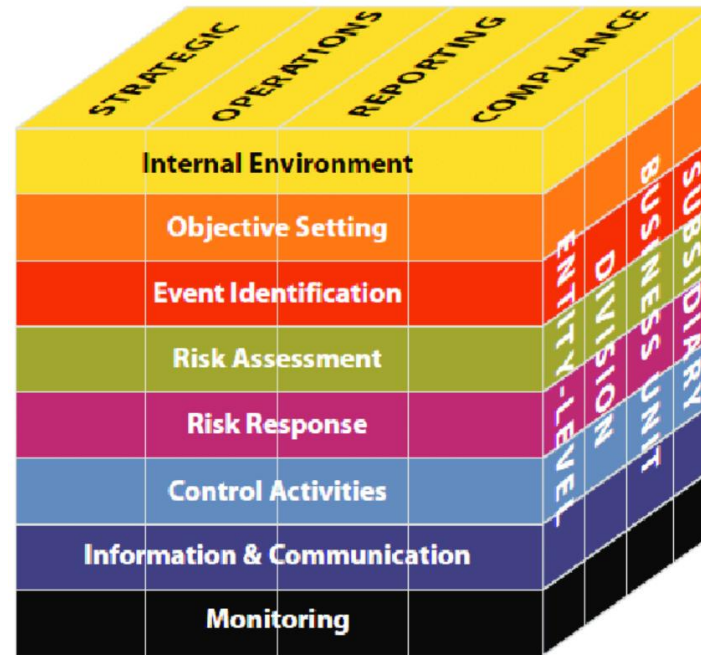 STRATEGIC
OPERATIONS
REPORTING
COMPLIANCE
Internal Environment
Objective Setting
Event Identification
Risk Assessment
Risk Response
Control Activities
Information & Communication
Monitoring
ENTITY-LEVEL
DIVISION
BUSINESS UNIT
SUBSIDIARY